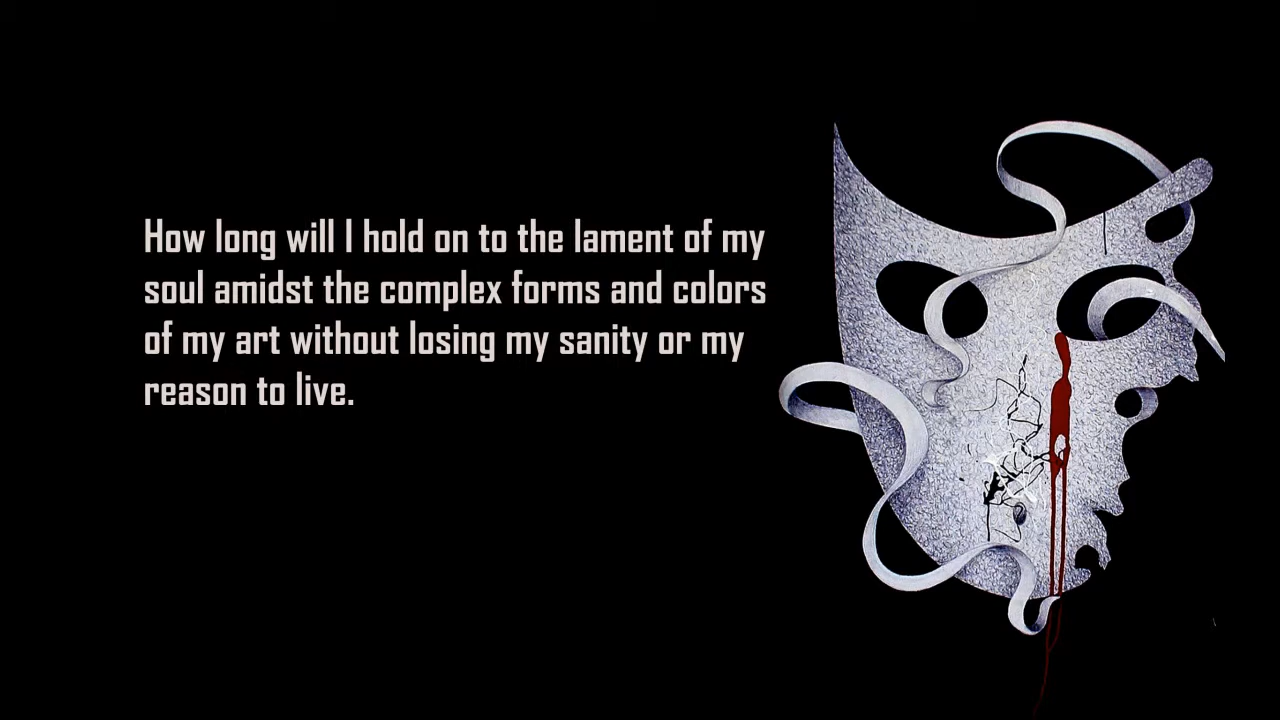 How long will I hold on to the lament of my
soul amidst the complex forms and colors
of my art without losing my sanity or my
reason to live.